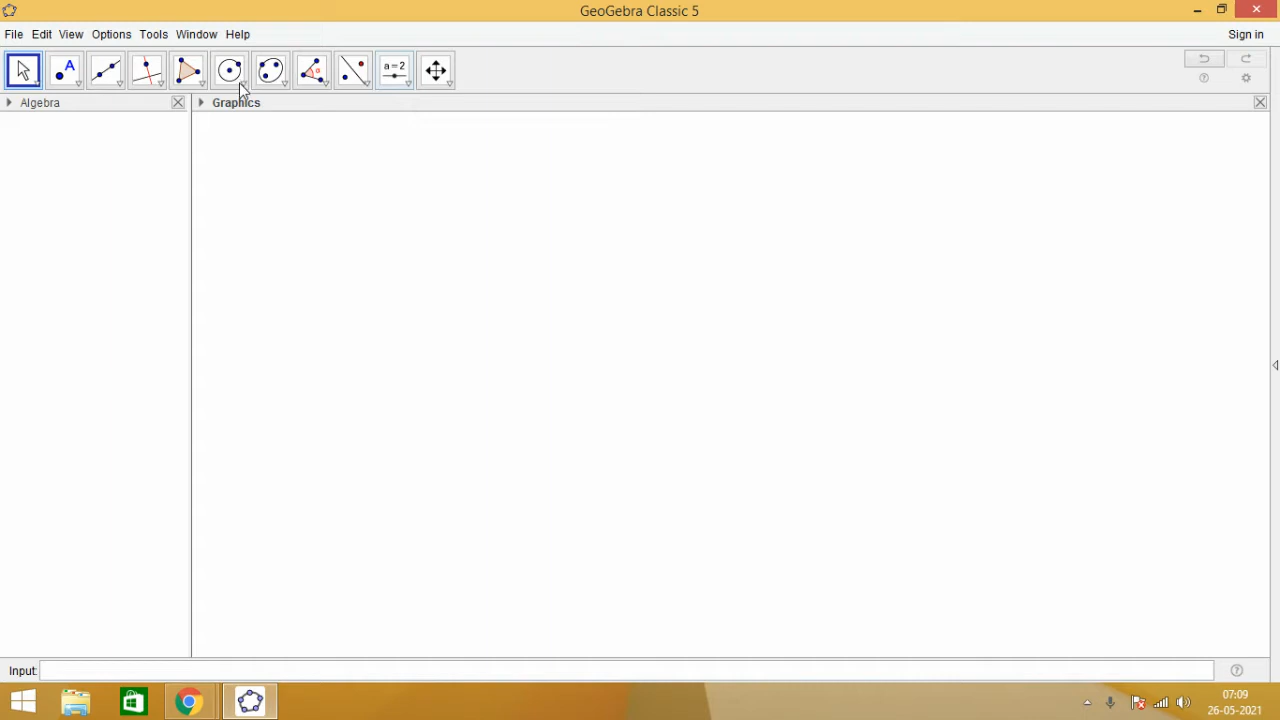 GeoGebra Classic 5
File Edit View Options Tools Window Help Sign in
A a=2
Algebra Graphics
Input:
07:09
26-05-2021